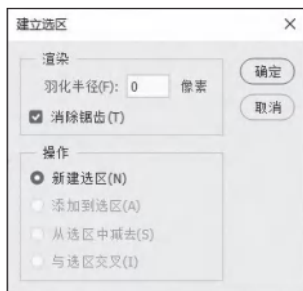 建立选区
渲染
羽化半径(F): 0 像素
消除锯齿(T)
确定
取消
操作
新建选区(N)
添加到选区(A)
从选区中减去(S)
与选区交叉(I)